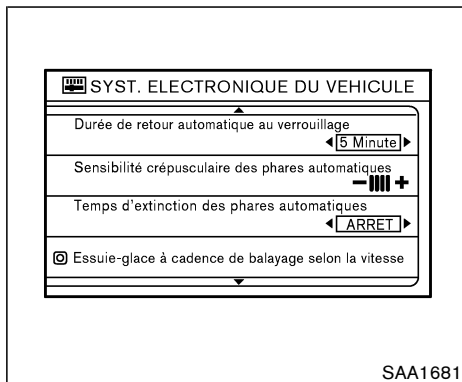 SYST. ELECTRONIQUE DU VEHICULE
Durée de retour automatique au verrouillage
5 Minute
Sensibilité crépusculaire des phares automatiques
− +
Temps d'extinction des phares automatiques
ARRET
Essuie-glace à cadence de balayage selon la vitesse
SAA1681